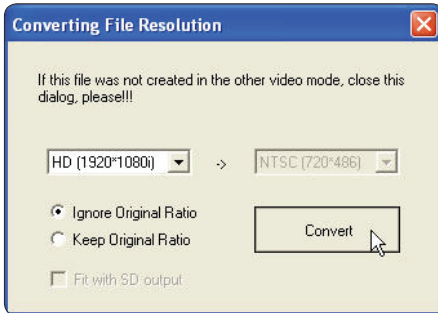 Converting File Resolution
If this file was not created in the other video mode, close this
dialog, please!!!
HD (1920*1080i) -> NTSC (720*486)
Ignore Original Ratio
Keep Original Ratio
Convert
Fit with SD output